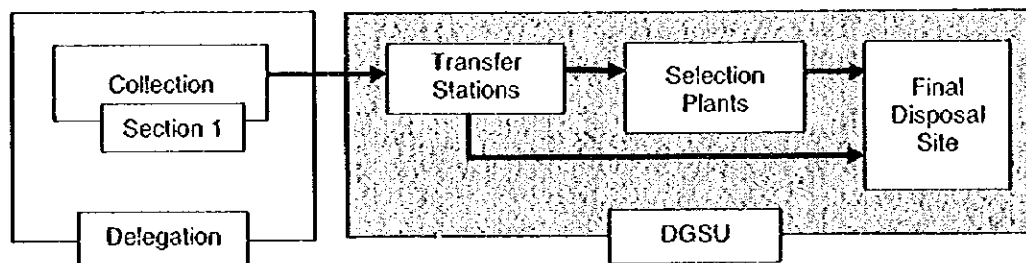 Collection
Section 1
Delegation
Transfer
Stations
Selection
Plants
Final
Disposal
Site
DGSU